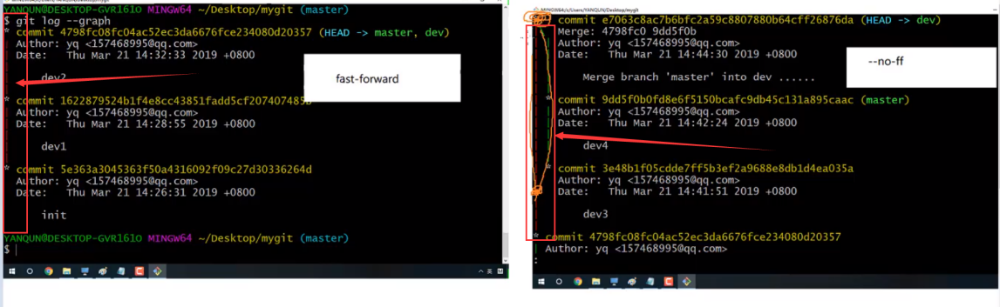 YANQUN@DESKTOP-GVR161O MINGW64 ~/Desktop/mygit (master)
$ git log --graph
* commit 4798fc08fc04ac52ec3da6676fce234080d20357 (HEAD -> master, dev)
Author: yq <157468995@qq.com>
Date: Thu Mar 21 14:32:33 2019 +0800
dev2
fast-forward
* commit 1622879524b1f4e8cc43851fadd5cf207407485b
Author: yq <157468995@qq.com>
Date: Thu Mar 21 14:28:55 2019 +0800
dev1
* commit 5e363a3045363f50a4316092f09c27d30336264d
Author: yq <157468995@qq.com>
Date: Thu Mar 21 14:26:31 2019 +0800
init
YANQUN@DESKTOP-GVR161O MINGW64 ~/Desktop/mygit (master)
$
英
MINGW64:/c/Users/YANQUN/Desktop/mygit
commit e7063c8ac7b6bfc2a59c8807880b64cff26876da (HEAD -> dev)
Merge: 4798fc0 9dd5f0b
Author: yq <157468995@qq.com>
Date: Thu Mar 21 14:44:30 2019 +0800
--no-ff
Merge branch 'master' into dev ......
* commit 9dd5f0b0fd8e6f5150bcafc9db45c131a895caac (master)
Author: yq <157468995@qq.com>
Date: Thu Mar 21 14:42:24 2019 +0800
dev4
* commit 3e48b1f05cdde7ff5b3ef2a9688e8db1d4ea035a
Author: yq <157468995@qq.com>
Date: Thu Mar 21 14:41:51 2019 +0800
dev3
* commit 4798fc08fc04ac52ec3da6676fce234080d20357
Author: yq <157468995@qq.com>
: